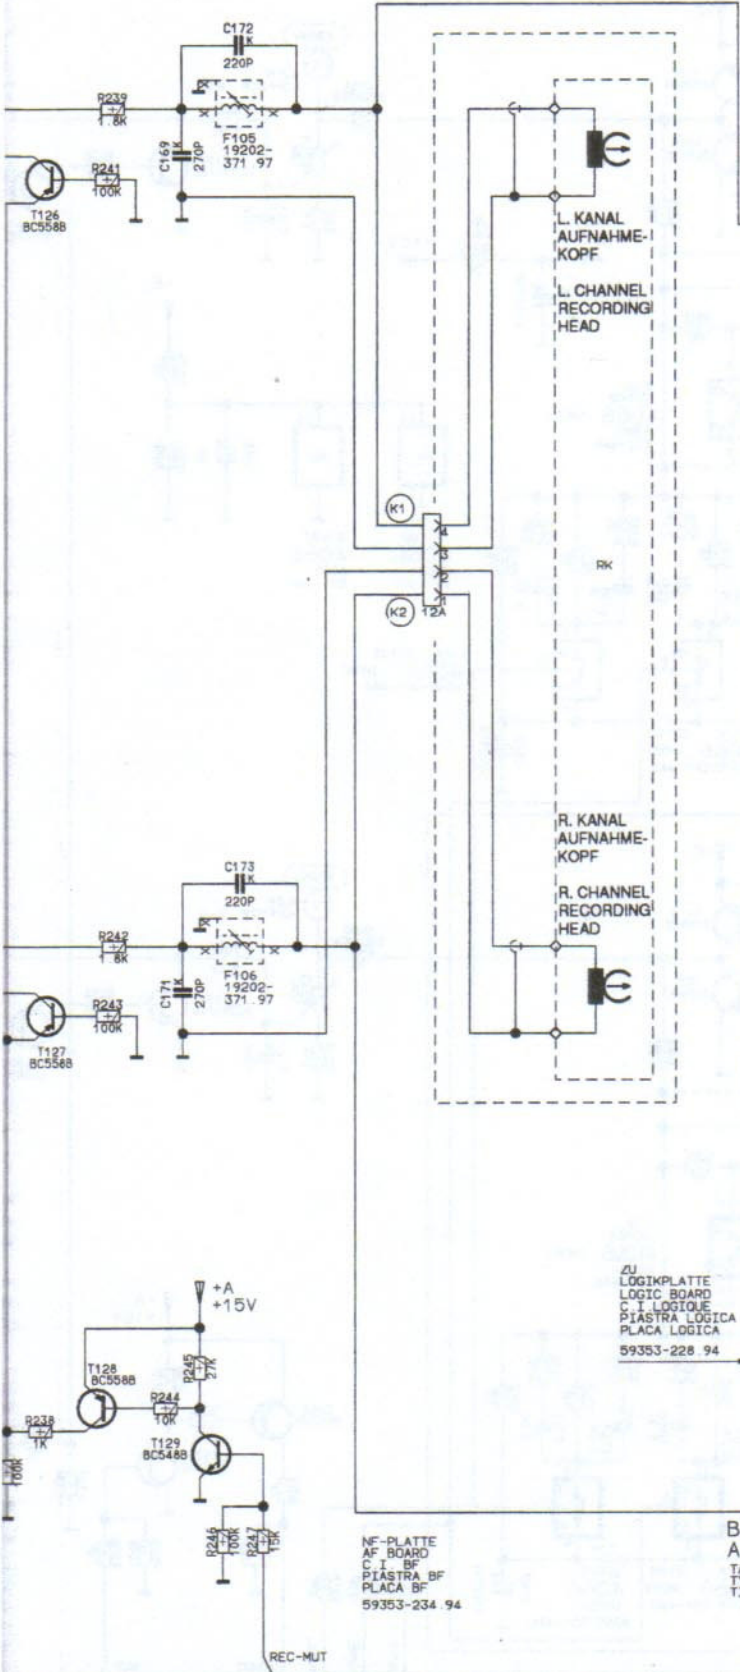 C172
K
220P
R239
1.8K
X
X
X
F105
19202-
371.97
C169
K
270P
R241
100K
T126
BC558B
L. KANAL
AUFNAHME-
KOPF
L. CHANNEL
RECORDING
HEAD
K1
4
3
2
1
K2
12A
RK
R. KANAL
AUFNAHME-
KOPF
R. CHANNEL
RECORDING
HEAD
C173
K
220P
R242
1.8K
X
X
X
F106
19202-
371.97
C171
K
270P
R243
100K
T127
BC558B
+A
+15V
ZU
LOGIKPLATTE
LOGIC BOARD
C.I.LOGIQUE
PIASTRA LOGICA
PLACA LOGICA
59353-228.94
R245
27K
T128
BC558B
R244
10K
R238
1K
T129
BC548B
100K
R246
100K
R247
15K
NF-PLATTE
AF BOARD
C.I. BF
PIASTRA BF
PLACA BF
59353-234.94
B
A
REC-MUT